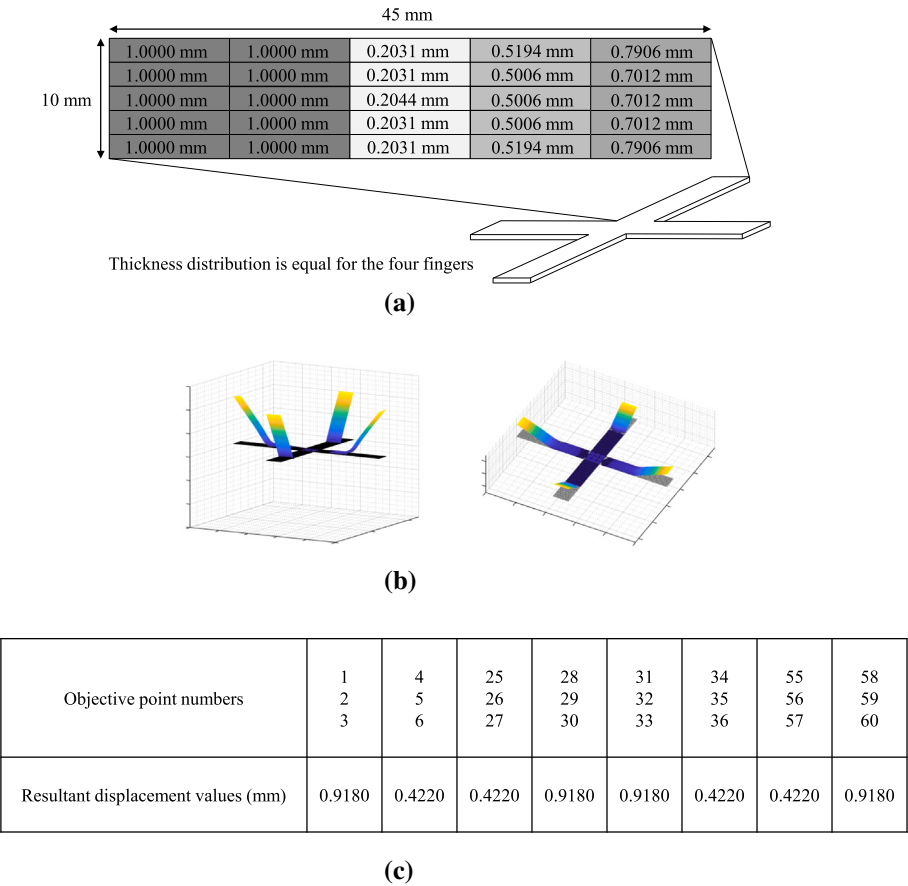 45 mm
10 mm
1.0000 mm 1.0000 mm 0.2031 mm 0.5194 mm 0.7906 mm
1.0000 mm 1.0000 mm 0.2031 mm 0.5006 mm 0.7012 mm
1.0000 mm 1.0000 mm 0.2044 mm 0.5006 mm 0.7012 mm
1.0000 mm 1.0000 mm 0.2031 mm 0.5006 mm 0.7012 mm
1.0000 mm 1.0000 mm 0.2031 mm 0.5194 mm 0.7906 mm
Thickness distribution is equal for the four fingers
(a)
(b)
Objective point numbers
1 4 25 28 31 34 55 58
2 5 26 29 32 35 56 59
3 6 27 30 33 36 57 60
Resultant displacement values (mm) 0.9180 0.4220 0.4220 0.9180 0.9180 0.4220 0.4220 0.9180
(c)